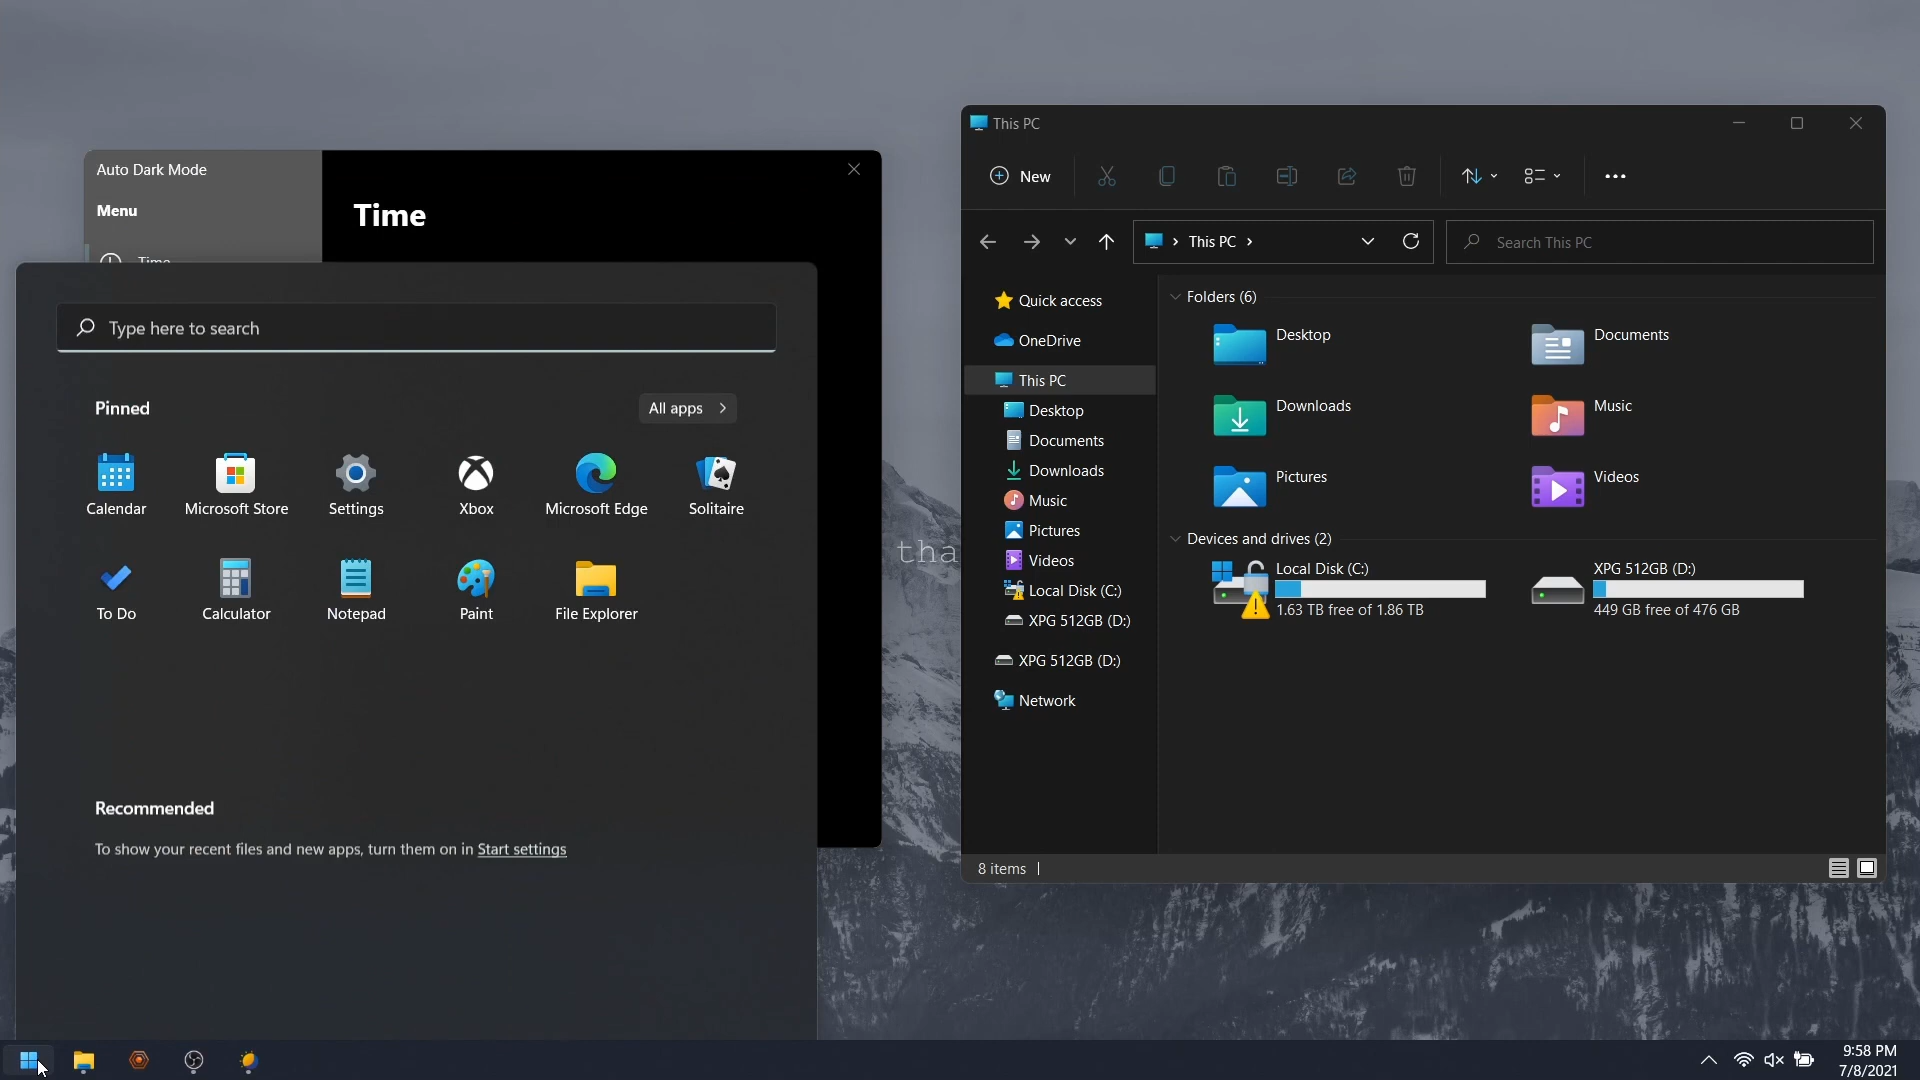 Auto Dark Mode
Menu
Time
Time
Type here to search
Pinned
All apps
Calendar
Microsoft Store
Settings
Xbox
Microsoft Edge
Solitaire
To Do
Calculator
Notepad
Paint
File Explorer
Recommended
To show your recent files and new apps, turn them on in Start settings
tha
This PC
New
This PC
Search This PC
Quick access
OneDrive
This PC
Desktop
Documents
Downloads
Music
Pictures
Videos
Local Disk (C:)
XPG 512GB (D:)
XPG 512GB (D:)
Network
Folders (6)
Desktop
Documents
Downloads
Music
Pictures
Videos
Devices and drives (2)
Local Disk (C:)
1.63 TB free of 1.86 TB
XPG 512GB (D:)
449 GB free of 476 GB
8 items
9:58 PM
7/8/2021